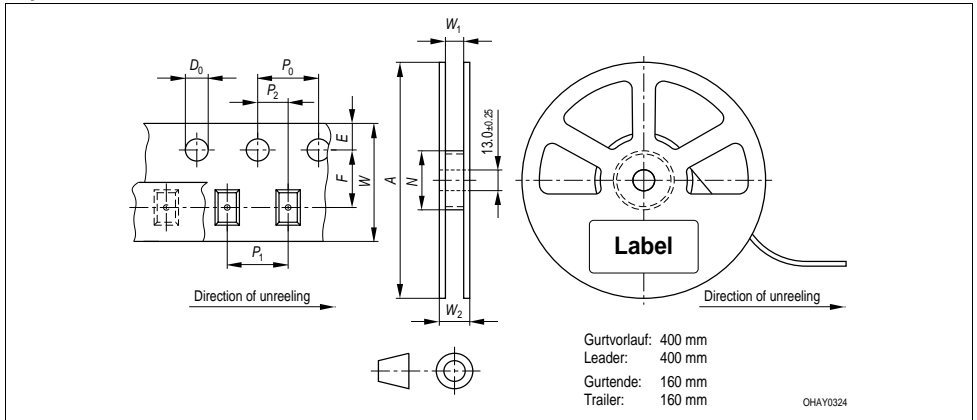 W1
D0
P0
P2
E
F
W
P1
Direction of unreeling
A
N
13.0±0.25
W2
Label
Direction of unreeling
Gurtvorlauf: 400 mm
Leader: 400 mm
Gurtende: 160 mm
Trailer: 160 mm
OHAY0324